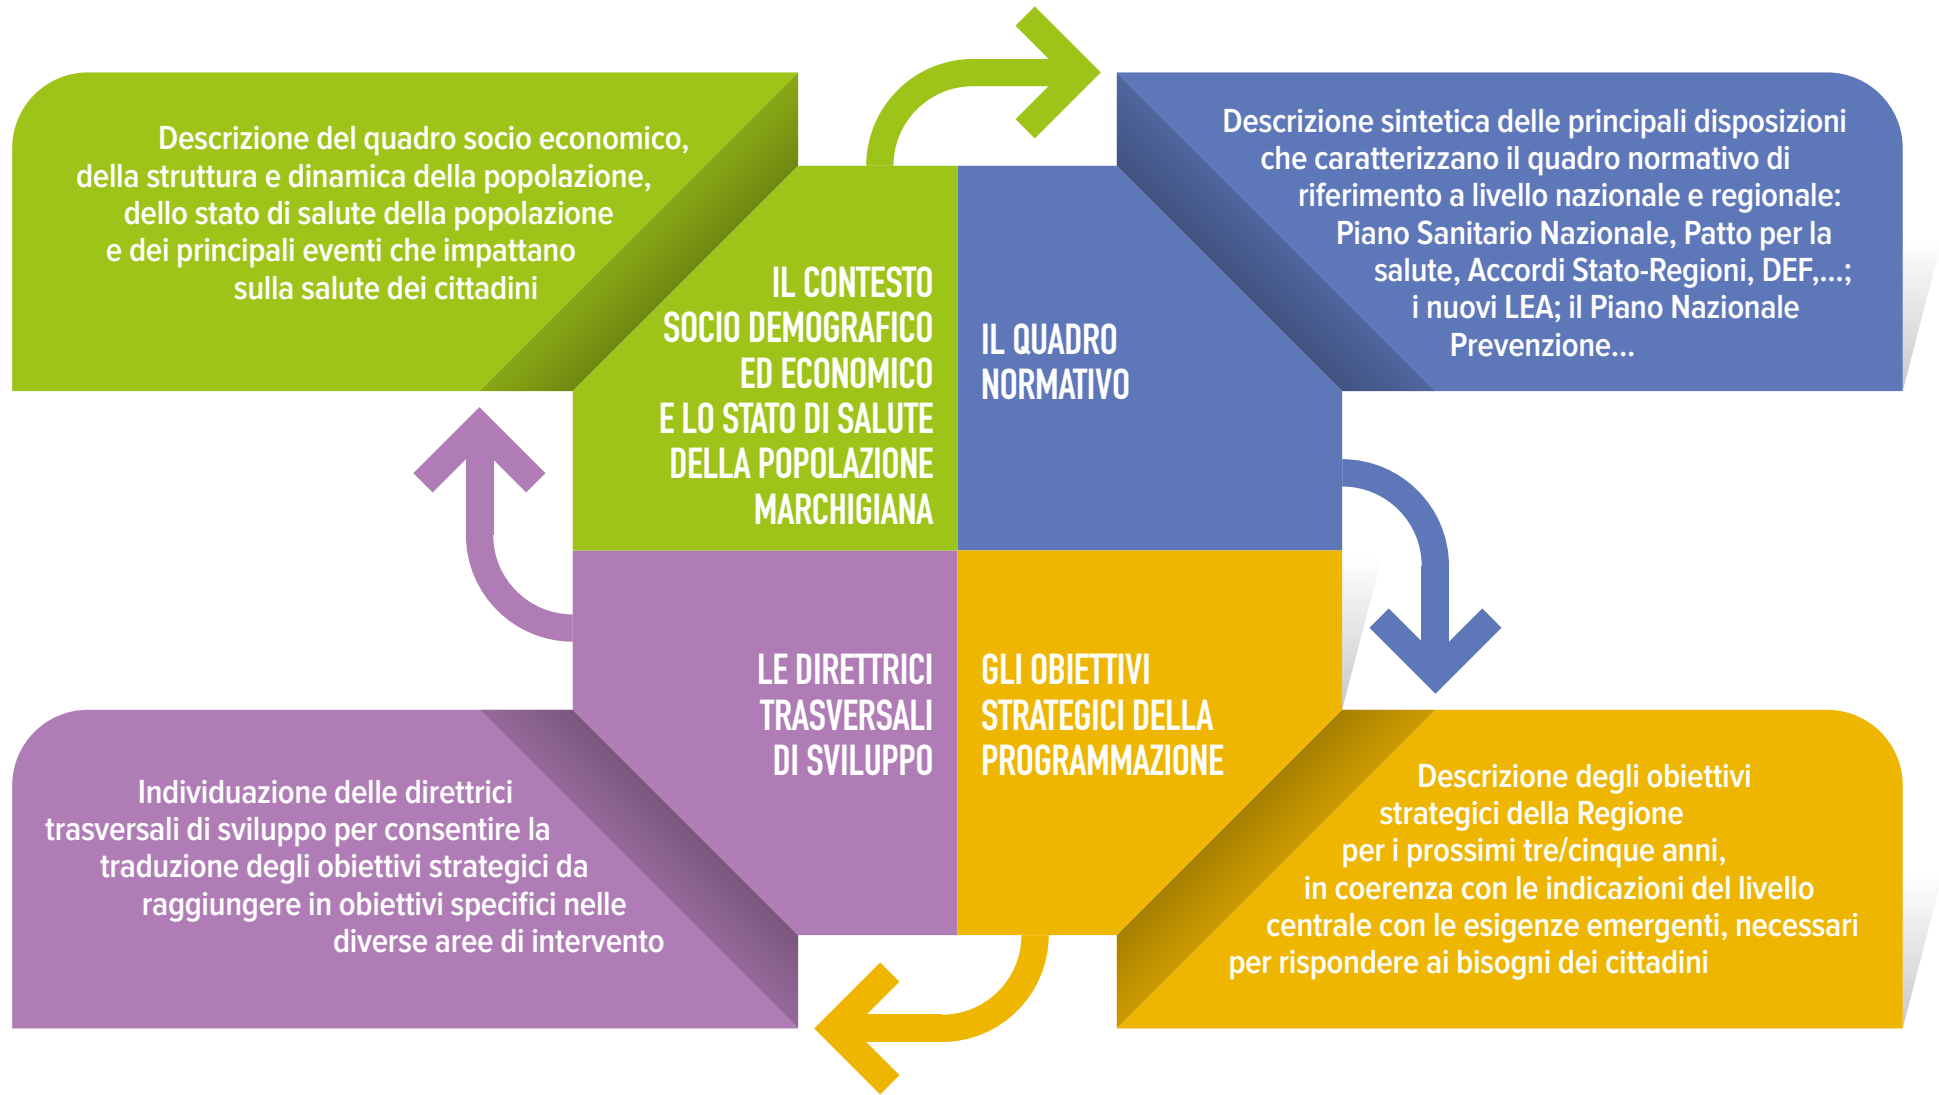 Descrizione del quadro socio economico,
della struttura e dinamica della popolazione,
dello stato di salute della popolazione
e dei principali eventi che impattano
sulla salute dei cittadini
IL CONTESTO
SOCIO DEMOGRAFICO
ED ECONOMICO
E LO STATO DI SALUTE
DELLA POPOLAZIONE
MARCHIGIANA
IL QUADRO
NORMATIVO
Descrizione sintetica delle principali disposizioni
che caratterizzano il quadro normativo di
riferimento a livello nazionale e regionale:
Piano Sanitario Nazionale, Patto per la
salute, Accordi Stato-Regioni, DEF,...;
i nuovi LEA; il Piano Nazionale
Prevenzione...
LE DIRETTRICI
TRASVERSALI
DI SVILUPPO
Individuazione delle direttrici
trasversali di sviluppo per consentire la
traduzione degli obiettivi strategici da
raggiungere in obiettivi specifici nelle
diverse aree di intervento
GLI OBIETTIVI
STRATEGICI DELLA
PROGRAMMAZIONE
Descrizione degli obiettivi
strategici della Regione
per i prossimi tre/cinque anni,
in coerenza con le indicazioni del livello
centrale con le esigenze emergenti, necessari
per rispondere ai bisogni dei cittadini